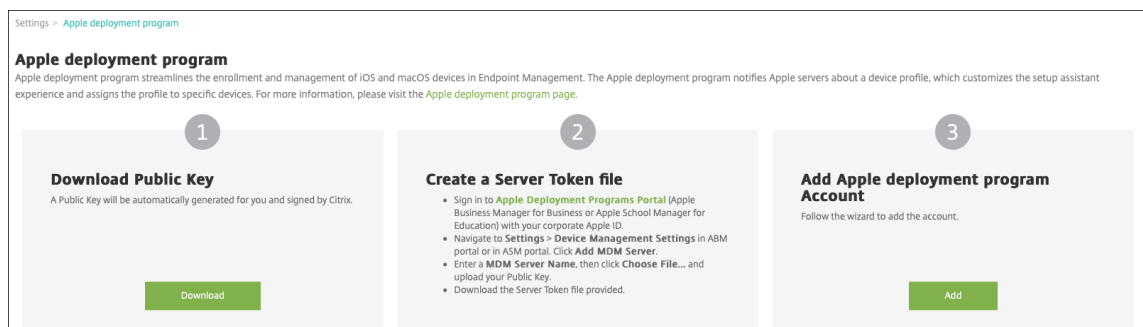 Settings > Apple deployment program
Apple deployment program
Apple deployment program streamlines the enrollment and management of iOS and macOS devices in Endpoint Management. The Apple deployment program notifies Apple servers about a device profile, which customizes the setup assistant
experience and assigns the profile to specific devices. For more information, please visit the Apple deployment program page.
1
Download Public Key
A Public Key will be automatically generated for you and signed by Citrix.
Download
2
Create a Server Token file
• Sign in to Apple Deployment Programs Portal (Apple
Business Manager for Business or Apple School Manager for
Education) with your corporate Apple ID.
• Navigate to Settings > Device Management Settings in ABM
portal or in ASM portal. Click Add MDM Server.
• Enter a MDM Server Name, then click Choose File... and
upload your Public Key.
• Download the Server Token file provided.
3
Add Apple deployment program
Account
Follow the wizard to add the account.
Add